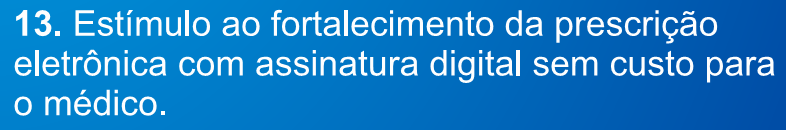 13. Estímulo ao fortalecimento da prescrição
eletrônica com assinatura digital sem custo para
o médico.